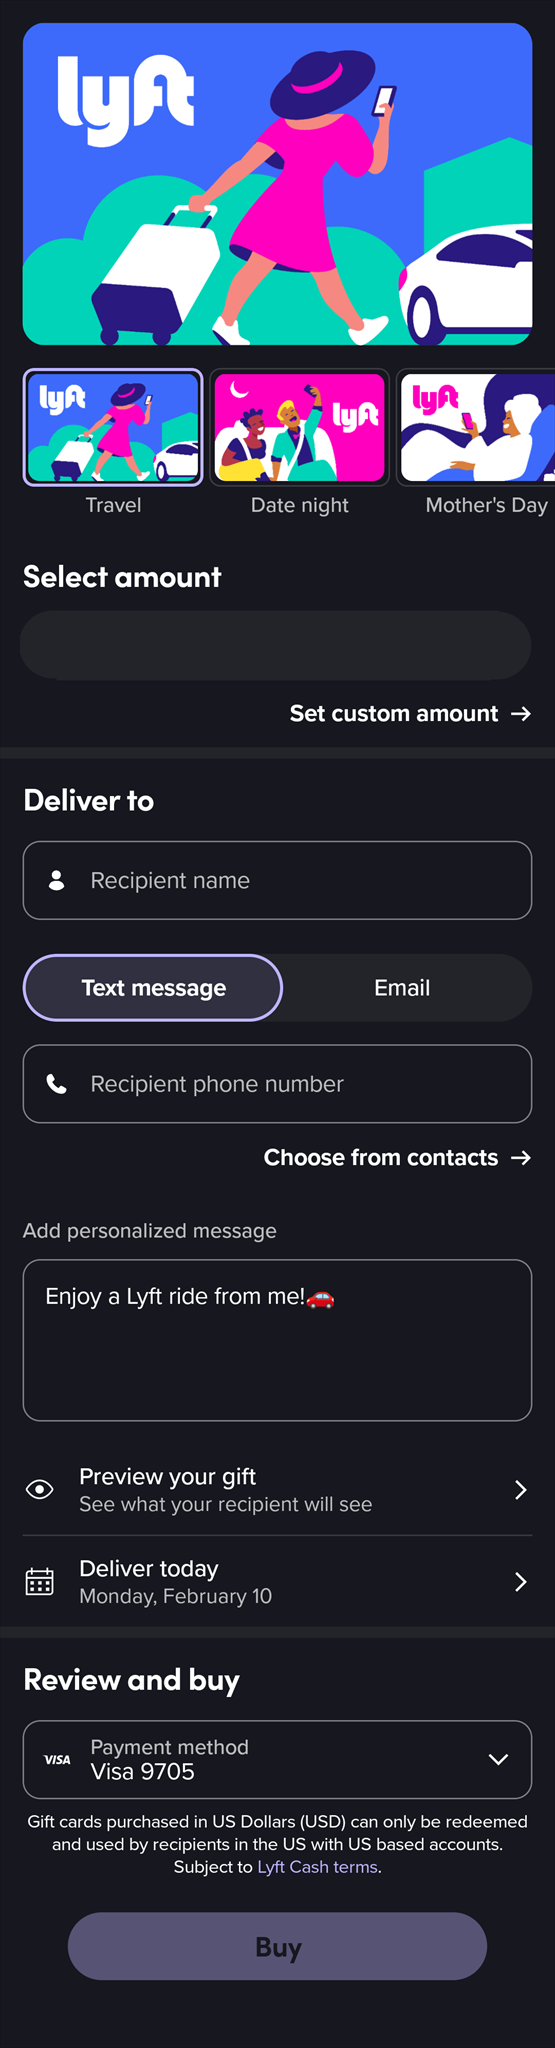 lyft
lyft
lyft
lyft
Travel
Date night
Mother's Day
Select amount
Set custom amount →
Deliver to
Recipient name
Text message
Email
Recipient phone number
Choose from contacts →
Add personalized message
Enjoy a Lyft ride from me!🚗
Preview your gift
See what your recipient will see
Deliver today
Monday, February 10
Review and buy
VISA
Payment method
Visa 9705
Gift cards purchased in US Dollars (USD) can only be redeemed
and used by recipients in the US with US based accounts.
Subject to Lyft Cash terms.
Buy